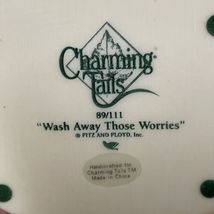 Charming
Tails
89/111
"Wash Away Those Worries"
© FITZ AND FLOYD, Inc.
Handcrafted for
Charming Tails TM
Made in China